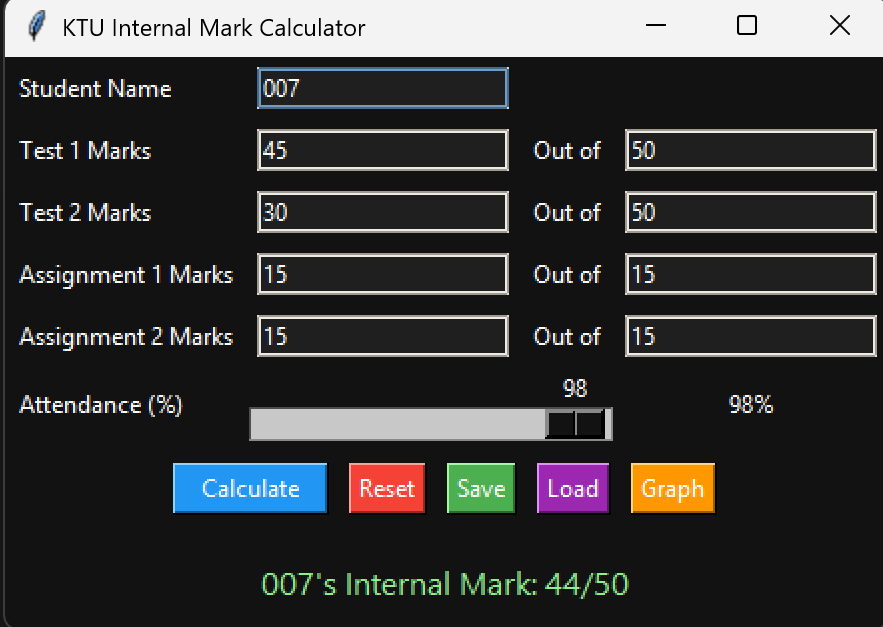 KTU Internal Mark Calculator
Student Name 007
Test 1 Marks 45 Out of 50
Test 2 Marks 30 Out of 50
Assignment 1 Marks 15 Out of 15
Assignment 2 Marks 15 Out of 15
98
Attendance (%) 98%
Calculate Reset Save Load Graph
007's Internal Mark: 44/50